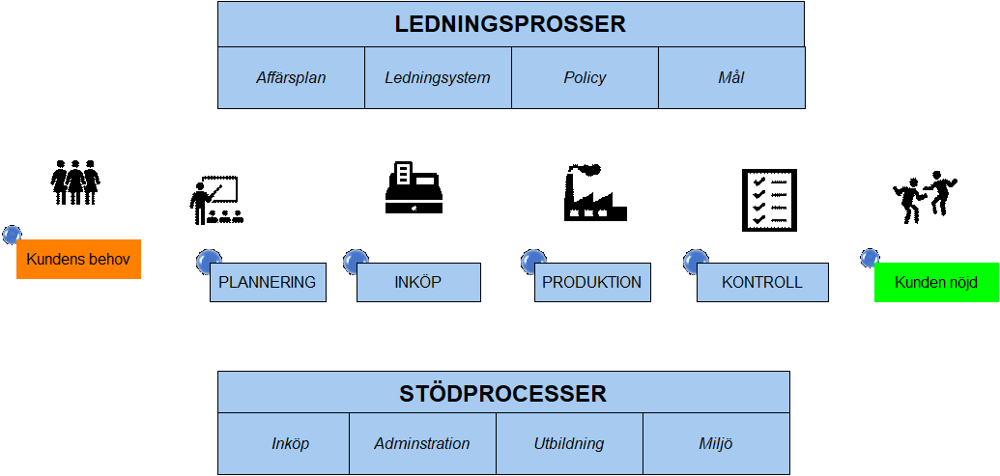 LEDNINGSPROSSER
Affärsplan Ledningsystem Policy Mål
Kundens behov
PLANNERING INKÖP PRODUKTION KONTROLL Kunden nöjd
STÖDPROCESSER
Inköp Adminstration Utbildning Miljö